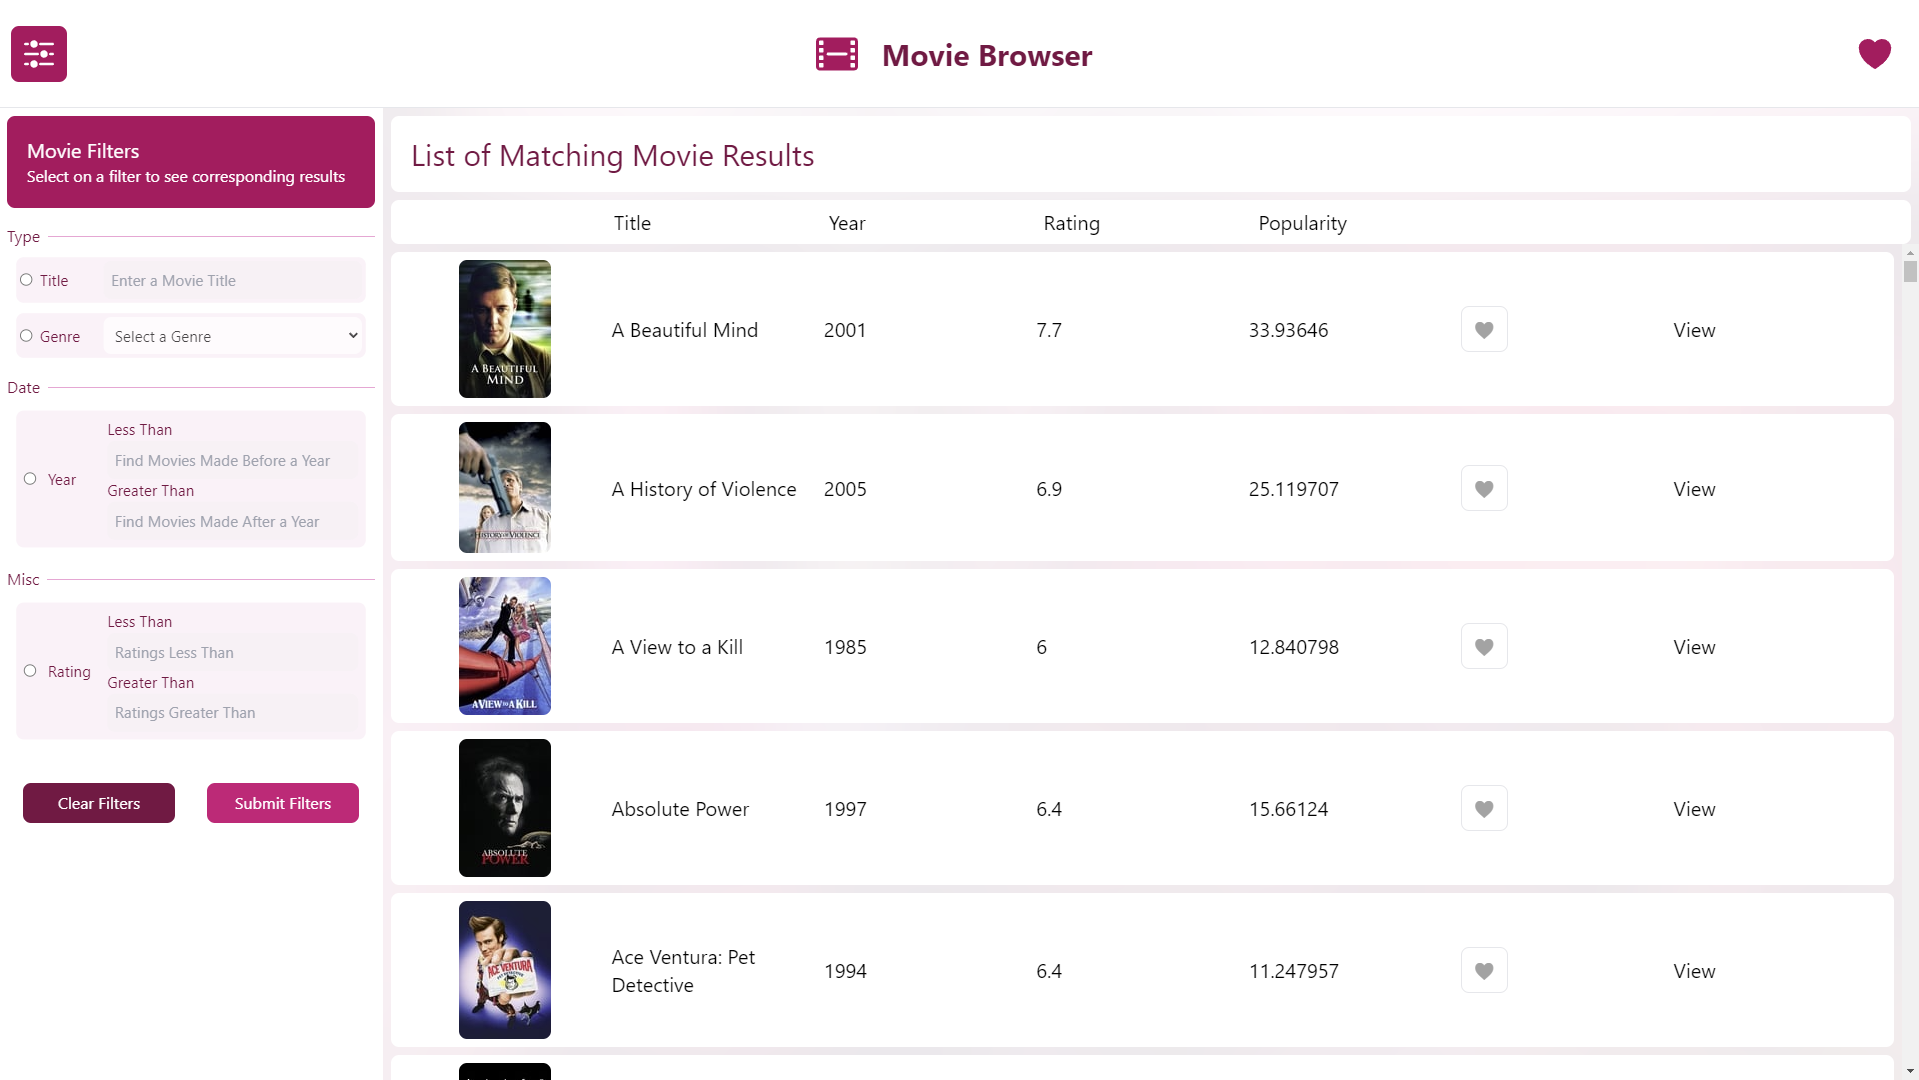 Movie Browser
Movie Filters
Select on a filter to see corresponding results
Type
Title
Enter a Movie Title
Genre
Select a Genre
Date
Year
Less Than
Find Movies Made Before a Year
Greater Than
Find Movies Made After a Year
Misc
Rating
Less Than
Ratings Less Than
Greater Than
Ratings Greater Than
Clear Filters
Submit Filters
List of Matching Movie Results
Title Year Rating Popularity
A BEAUTIFUL
MIND
A Beautiful Mind 2001 7.7 33.93646 View
HISTORY OF VIOLENCE
A History of Violence 2005 6.9 25.119707 View
A VIEW TO A KILL
A View to a Kill 1985 6 12.840798 View
ABSOLUTE
POWER
Absolute Power 1997 6.4 15.66124 View
ACE VENTURA
PET DETECTIVE
Ace Ventura: Pet
Detective
1994 6.4 11.247957 View